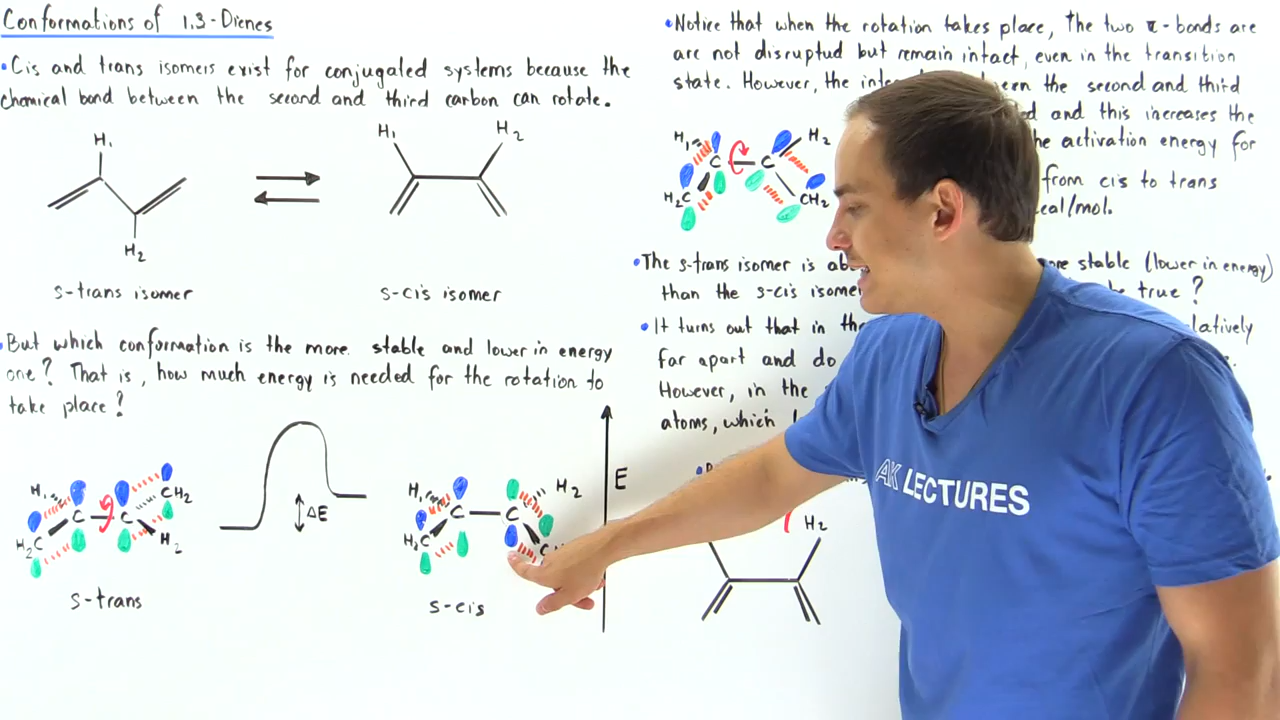 Conformations of 1.3-Dienes
•Cis and trans isomers exist for conjugated systems because the
chemical bond between the second and third carbon can rotate.
H1
H2
s-trans isomer
H1
H2
s-cis isomer
•But which conformation is the more stable and lower in energy
one? That is, how much energy is needed for the rotation to
take place?
H1
C
C
CH2
H2C
H2
s-trans
ΔE
H1
C
C
H2
H2C
s-cis
E
•Notice that when the rotation takes place, the two π-bonds are
are not disruptud but remain intact, even in the transition
state. However, the the second and third
and this increases the
activation energy for
from cis to trans
H1
C
C
H2
H2C
CH2
•The s-trans isomer is stable (lower in energy)
than the s-cis true?
•It turns out that in
far apart and do
However, in the
atoms, which
H2
AK LECTURES